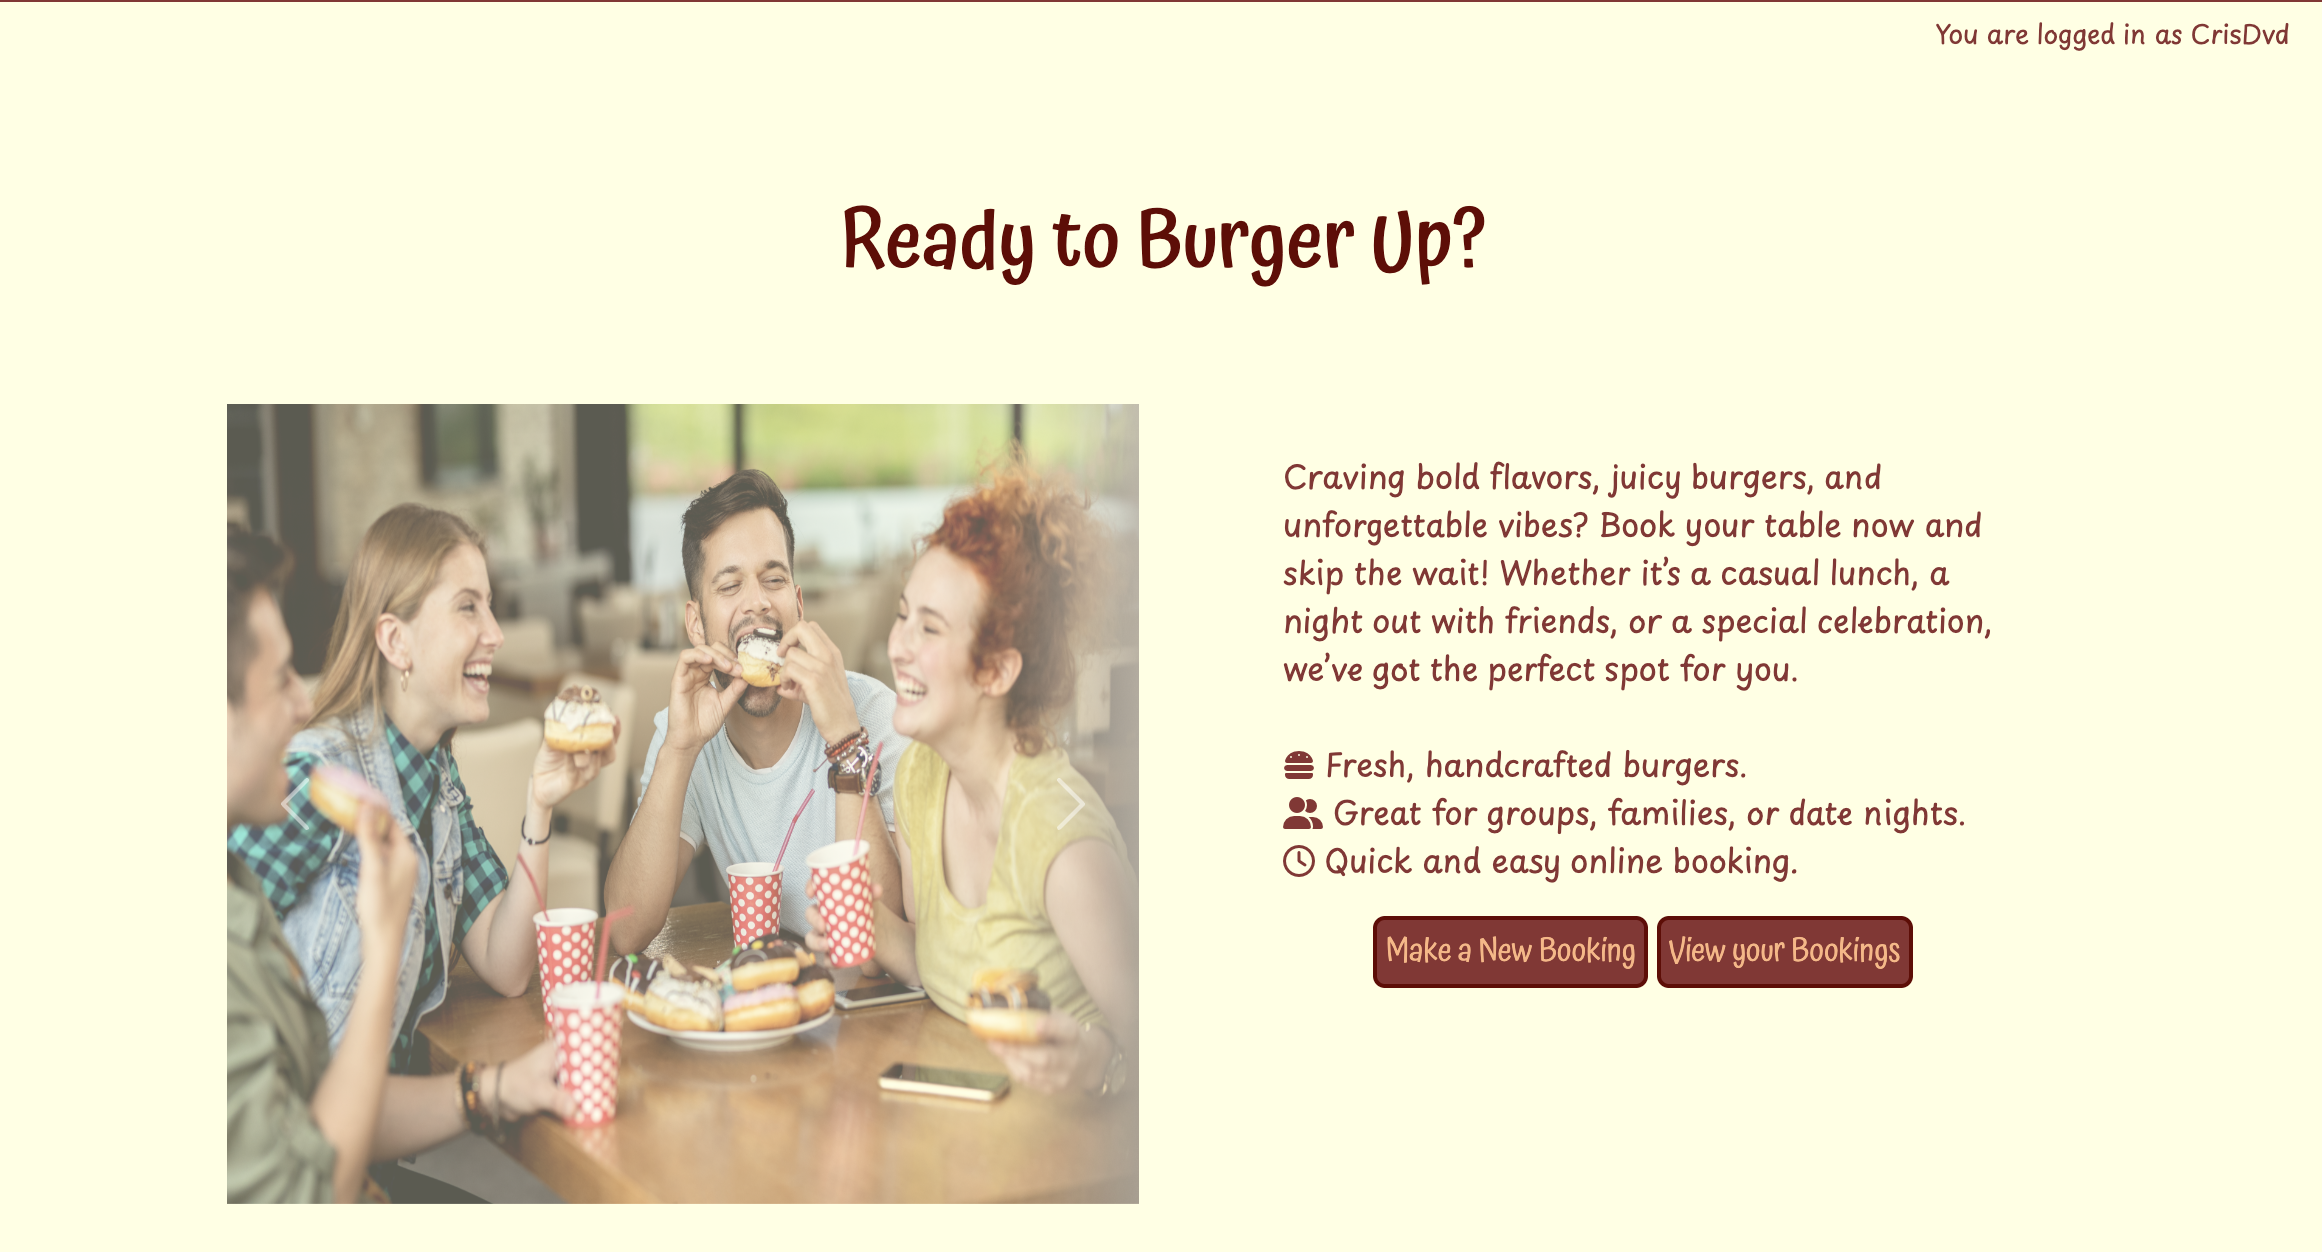 You are logged in as CrisDvd
Ready to Burger Up?
Craving bold flavors, juicy burgers, and
unforgettable vibes? Book your table now and
skip the wait! Whether it’s a casual lunch, a
night out with friends, or a special celebration,
we’ve got the perfect spot for you.
Fresh, handcrafted burgers.
Great for groups, families, or date nights.
Quick and easy online booking.
Make a New Booking
View your Bookings